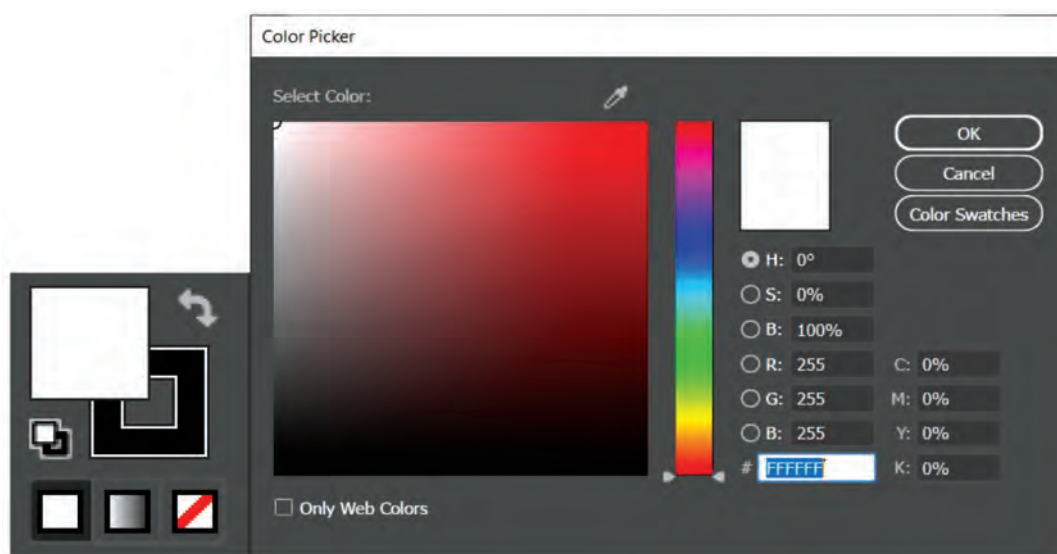 Color Picker
Select Color:
OK
Cancel
Color Swatches
H: 0°
S: 0%
B: 100%
R: 255 C: 0%
G: 255 M: 0%
B: 255 Y: 0%
# FFFFFF K: 0%
Only Web Colors